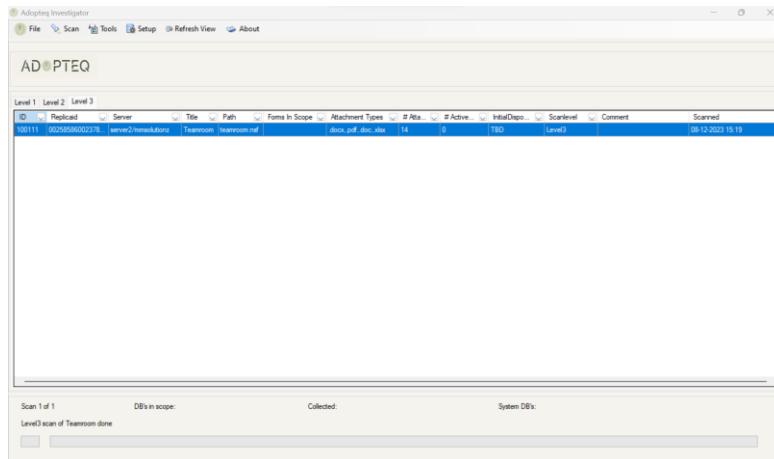 Adopteq Investigator
File Scan Tools Setup Refresh View About
ADOPTEQ
Level 1 Level 2 Level 3
ID Replicaid Server Title Path Forms In Scope Attachment Types # Atta... # Active... InitialDispo... Scanlevel Comment Scanned
100111 00258586002378... Teamroom teamroom.nsf .docx,.pdf,.doc,.xlsx 14 0 TBD Level3 08-12-2023 15:19
Scan 1 of 1 DB's in scope: Collected: System DB's:
Level3 scan of Teamroom done